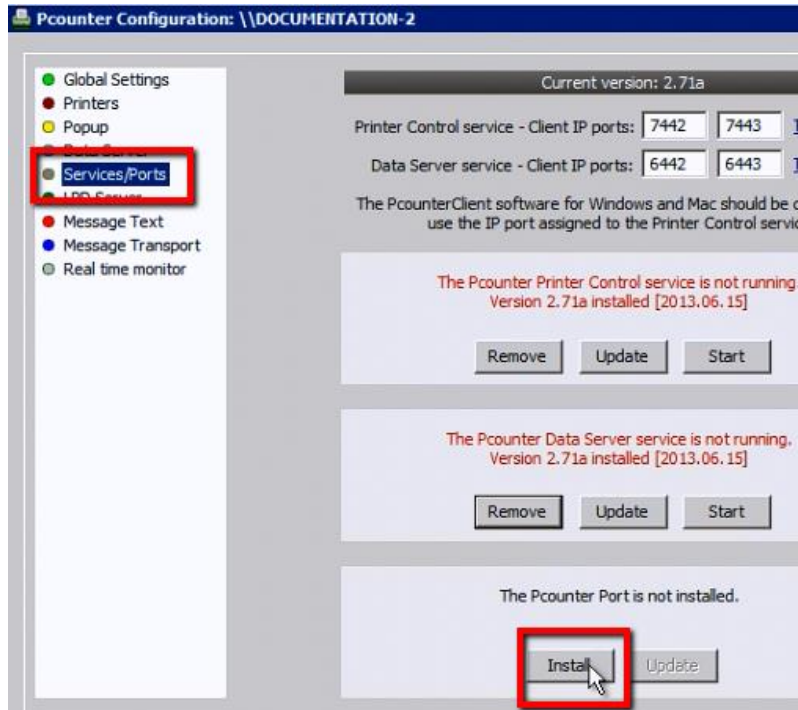 Pcounter Configuration: \\DOCUMENTATION-2
Global Settings
Printers
Popup
Data Server
Services/Ports
LPD Server
Message Text
Message Transport
Real time monitor
Current version: 2.71a
Printer Control service - Client IP ports: 7442 7443
Data Server service - Client IP ports: 6442 6443
The PcounterClient software for Windows and Mac should be
use the IP port assigned to the Printer Control
The Pcounter Printer Control service is not running.
Version 2.71a installed [2013.06.15]
Remove Update Start
The Pcounter Data Server service is not running.
Version 2.71a installed [2013.06.15]
Remove Update Start
The Pcounter Port is not installed.
Install Update